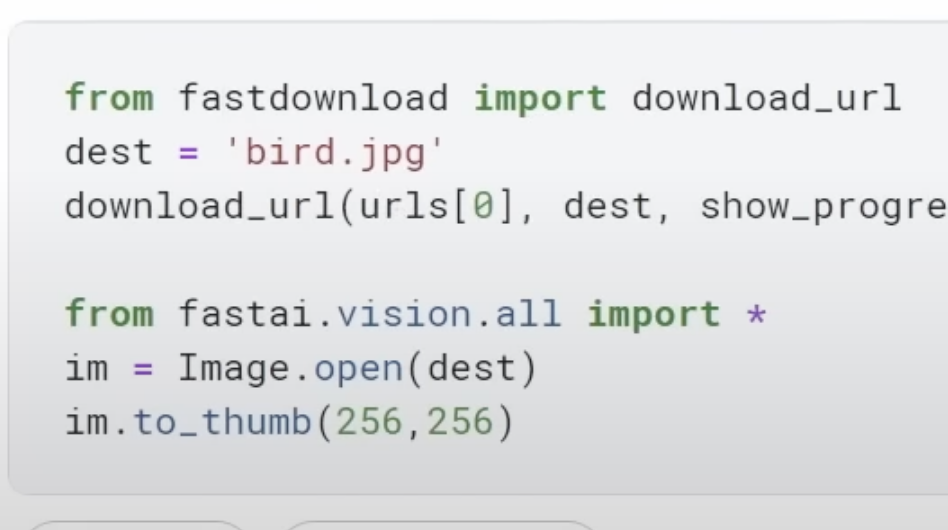 from fastdownload import download_url
dest = 'bird.jpg'
download_url(urls[0], dest, show_progre
from fastai.vision.all import *
im = Image.open(dest)
im.to_thumb(256,256)